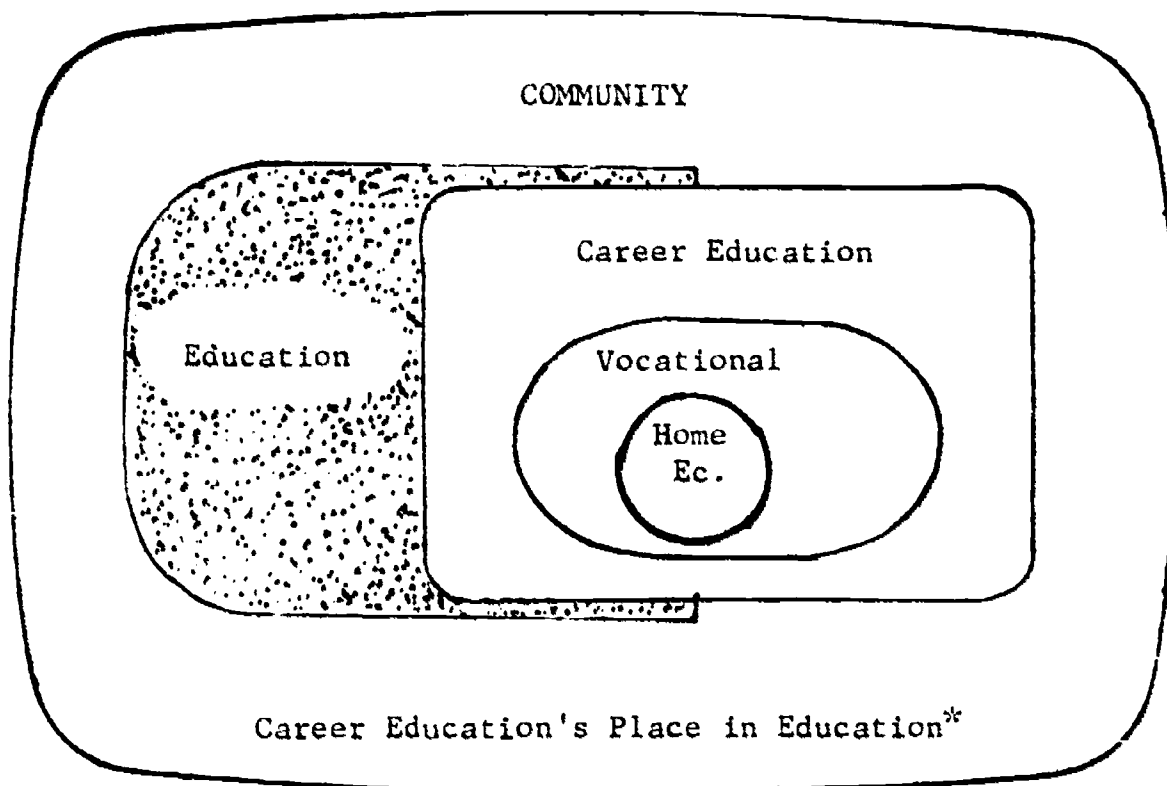 COMMUNITY
Career Education
Education
Vocational
Home
Ec.
Career Education's Place in Education*